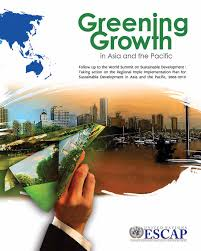 Greening
Growth
in Asia and the Pacific
Follow up to the World Summit on Sustainable Development :
Taking action on the Regional Imple Implementation Plan for
Sustainable Development in Asia and the Pacific, 2006-2010
ESCAP